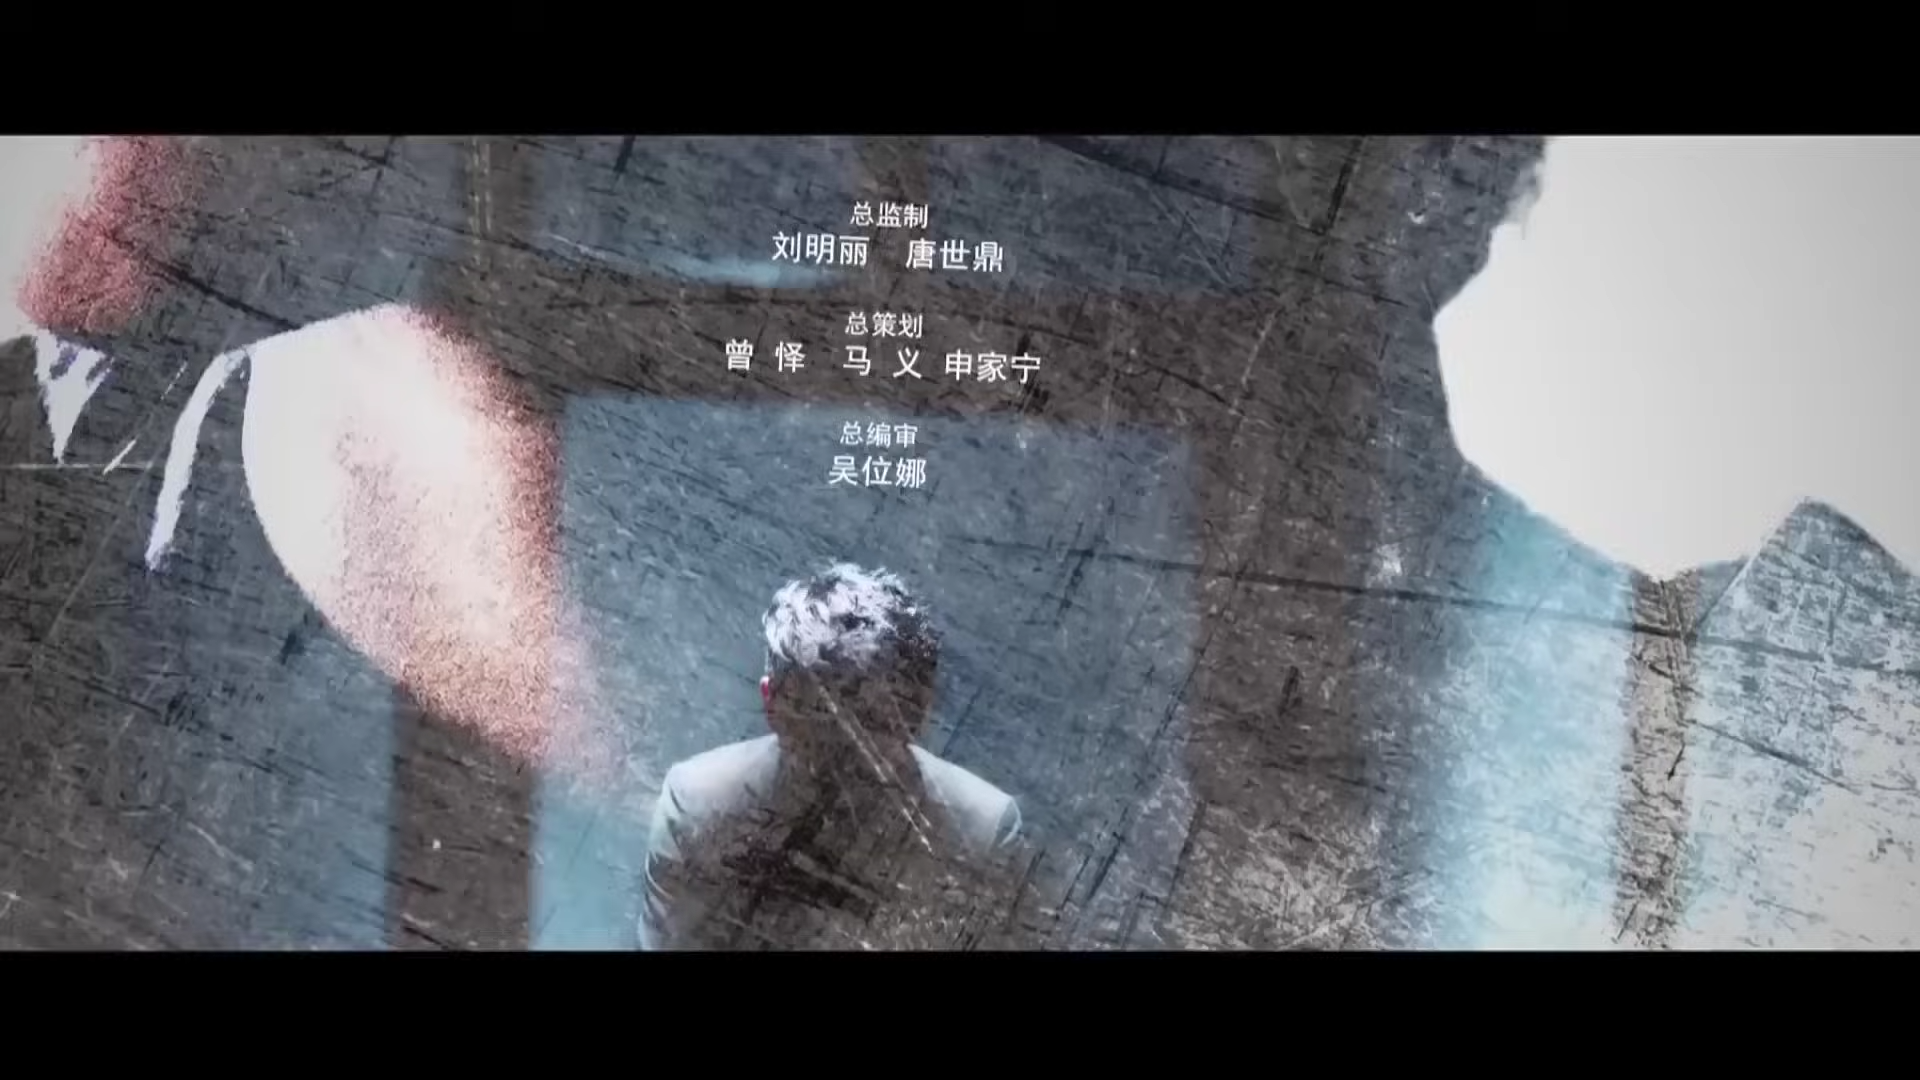 总监制
刘明丽 唐世鼎
总策划
曾怿 马义 申家宁
总编审
吴位娜